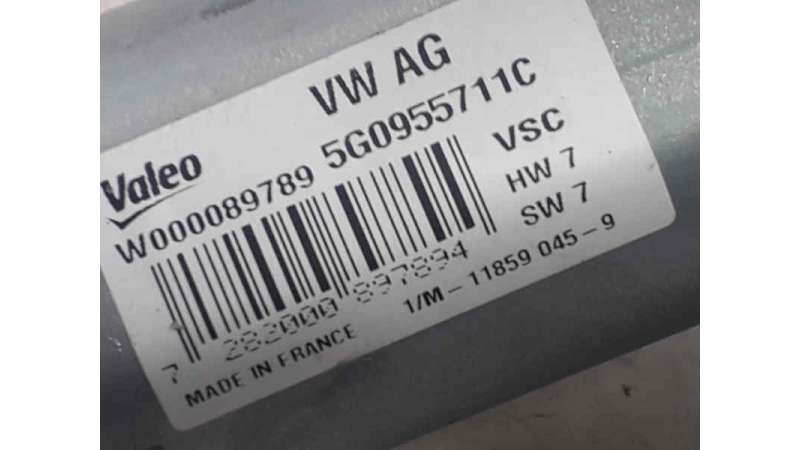 VW AG
Valeo
W000089789 5G0955711C
VSC
HW 7
SW 7
7 282000 897894
MADE IN FRANCE
1/M - 11859 045 - 9